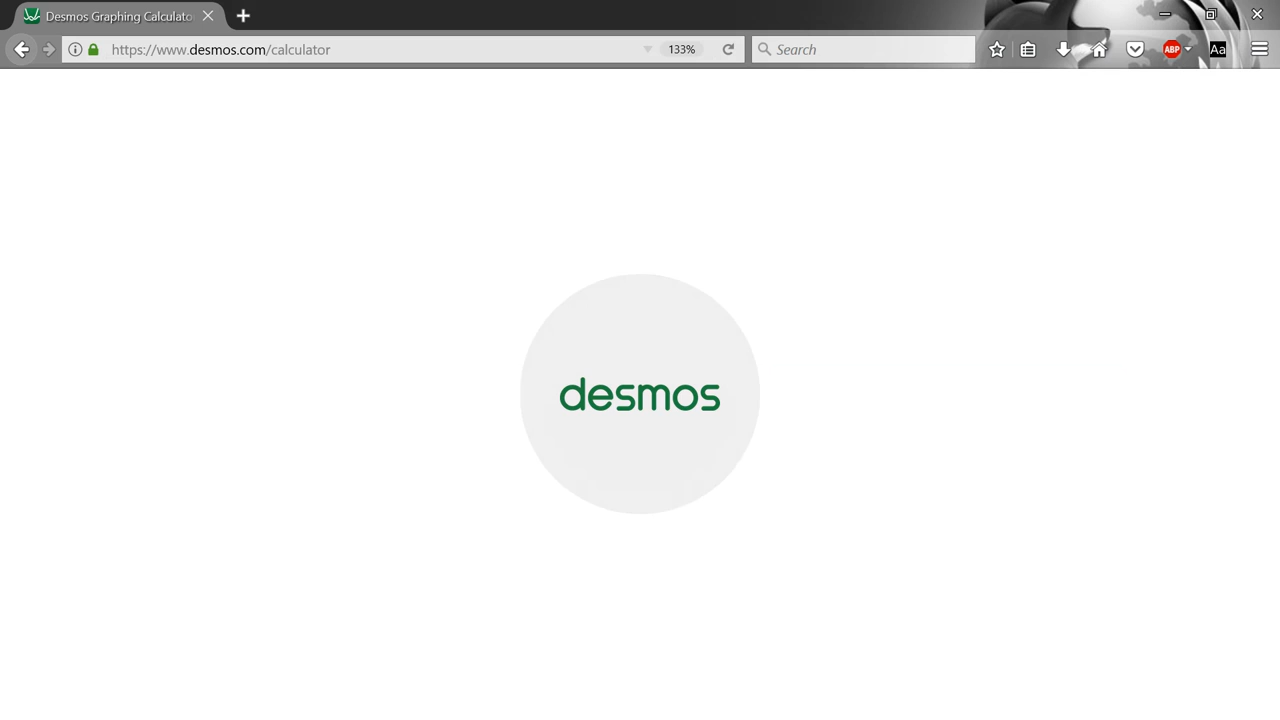 Desmos Graphing Calculato
https://www.desmos.com/calculator
133%
Search
ABP
Aa
desmos